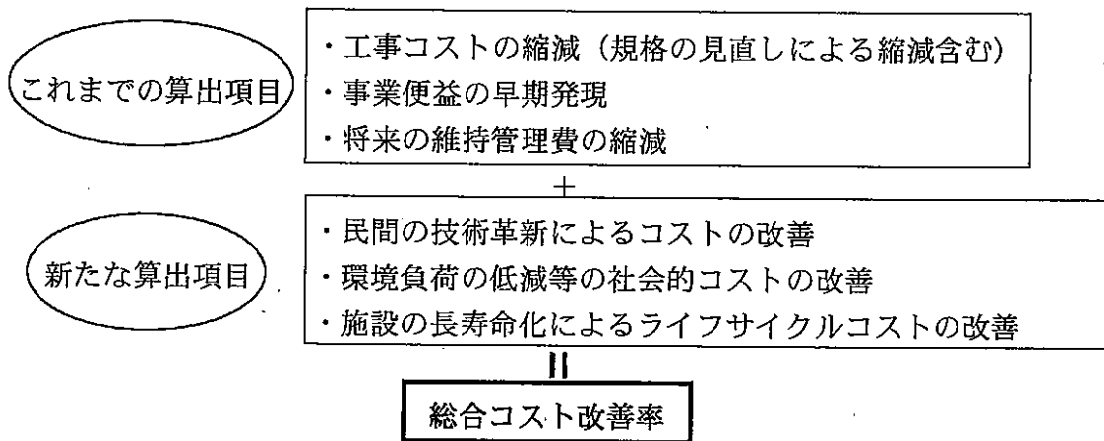 これまでの算出項目
・工事コストの縮減（規格の見直しによる縮減含む）
・事業便益の早期発現
・将来の維持管理費の縮減
＋
新たな算出項目
・民間の技術革新によるコストの改善
・環境負荷の低減等の社会的コストの改善
・施設の長寿命化によるライフサイクルコストの改善
＝
総合コスト改善率